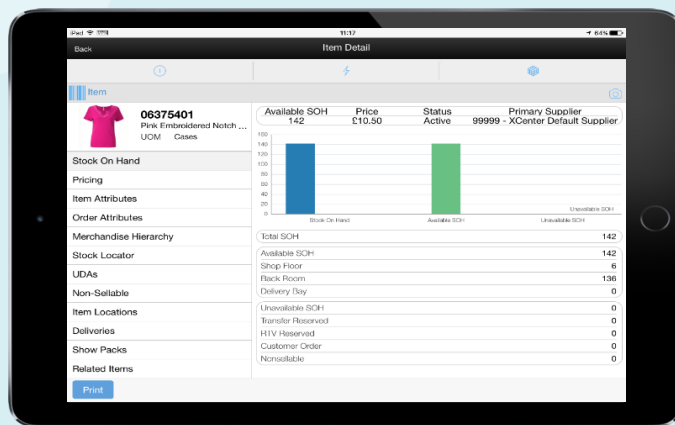 iPad
11:17
64%
Back
Item Detail
Item
06375401
Pink Embroidered Notch ...
UOM Cases
Available SOH Price Status Primary Supplier
142 £10.50 Active 99999 - XCenter Default Supplier
Stock On Hand
Pricing
Item Attributes
Order Attributes
Merchandise Hierarchy
Stock Locator
UDAs
Non-Sellable
Item Locations
Deliveries
Show Packs
Related Items
Print
160
140
120
100
80
60
40
20
0
Unavailable SOH
Stock On Hand Available SOH Unavailable SOH
Total SOH 142
Available SOH 142
Shop Floor 6
Back Room 136
Delivery Bay 0
Unavailable SOH 0
Transfer Reserved 0
RTV Reserved 0
Customer Order 0
Nonsellable 0